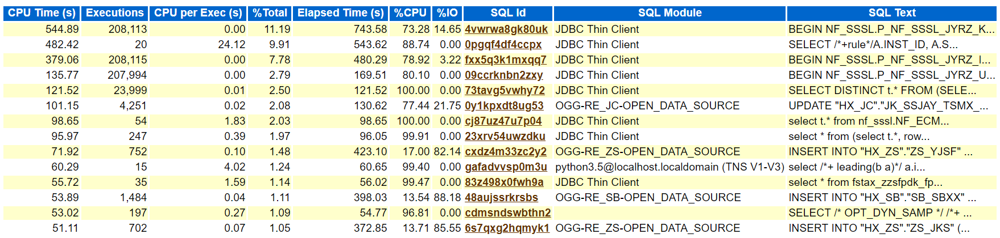 CPU Time (s) Executions CPU per Exec (s) %Total Elapsed Time (s) %CPU %IO SQL Id SQL Module SQL Text
544.89 208,113 0.00 11.19 743.58 73.28 14.65 4vwrwa8gk80uk JDBC Thin Client BEGIN NF_SSSL.P_NF_SSSL_JYRZ_K...
482.42 20 24.12 9.91 543.62 88.74 0.00 0pgqf4df4ccpx JDBC Thin Client SELECT /*+rule*/A.INST_ID, A.S...
379.06 208,115 0.00 7.78 480.29 78.92 3.22 fxx5q3k1mxqq7 JDBC Thin Client BEGIN NF_SSSL.P_NF_SSSL_JYRZ_I...
135.77 207,994 0.00 2.79 169.51 80.10 0.00 09ccrknbn2zxy JDBC Thin Client BEGIN NF_SSSL.P_NF_SSSL_JYRZ_U...
121.52 23,999 0.01 2.50 121.52 100.00 0.00 73tavg5vwhy72 JDBC Thin Client SELECT DISTINCT t.* FROM (SELE...
101.15 4,251 0.02 2.08 130.62 77.44 21.75 0y1kpxdt8ug53 OGG-RE_JC-OPEN_DATA_SOURCE UPDATE "HX_JC"."JK_SSJAY_TSMX_...
98.65 54 1.83 2.03 98.65 100.00 0.00 cj87uz47u7p04 JDBC Thin Client select t.* from nf_sssl.NF_ECM...
95.97 247 0.39 1.97 96.05 99.91 0.00 23xrv54uwzdku JDBC Thin Client select * from (select t.*, row...
71.92 752 0.10 1.48 423.10 17.00 82.14 cxdz4m33zc2y2 OGG-RE_ZS-OPEN_DATA_SOURCE INSERT INTO "HX_ZS"."ZS_YJSF" ...
60.29 15 4.02 1.24 60.65 99.40 0.00 gafadvvsp0m3u python3.5@localhost.localdomain (TNS V1-V3) select /*+ leading(b a)*/ a.i...
55.72 35 1.59 1.14 56.02 99.47 0.00 83z498x0fwh9a JDBC Thin Client select * from fstax_zzsfpdk_fp...
53.89 1,484 0.04 1.11 398.03 13.54 88.18 48aujssrkrsbs OGG-RE_SB-OPEN_DATA_SOURCE INSERT INTO "HX_SB"."SB_SBXX" ...
53.02 197 0.27 1.09 54.77 96.81 0.00 cdmsndswbthn2 SELECT /* OPT_DYN_SAMP */ /*+ ...
51.11 702 0.07 1.05 372.85 13.71 85.55 6s7qxg2hqmyk1 OGG-RE_ZS-OPEN_DATA_SOURCE INSERT INTO "HX_ZS"."ZS_JKS" (...